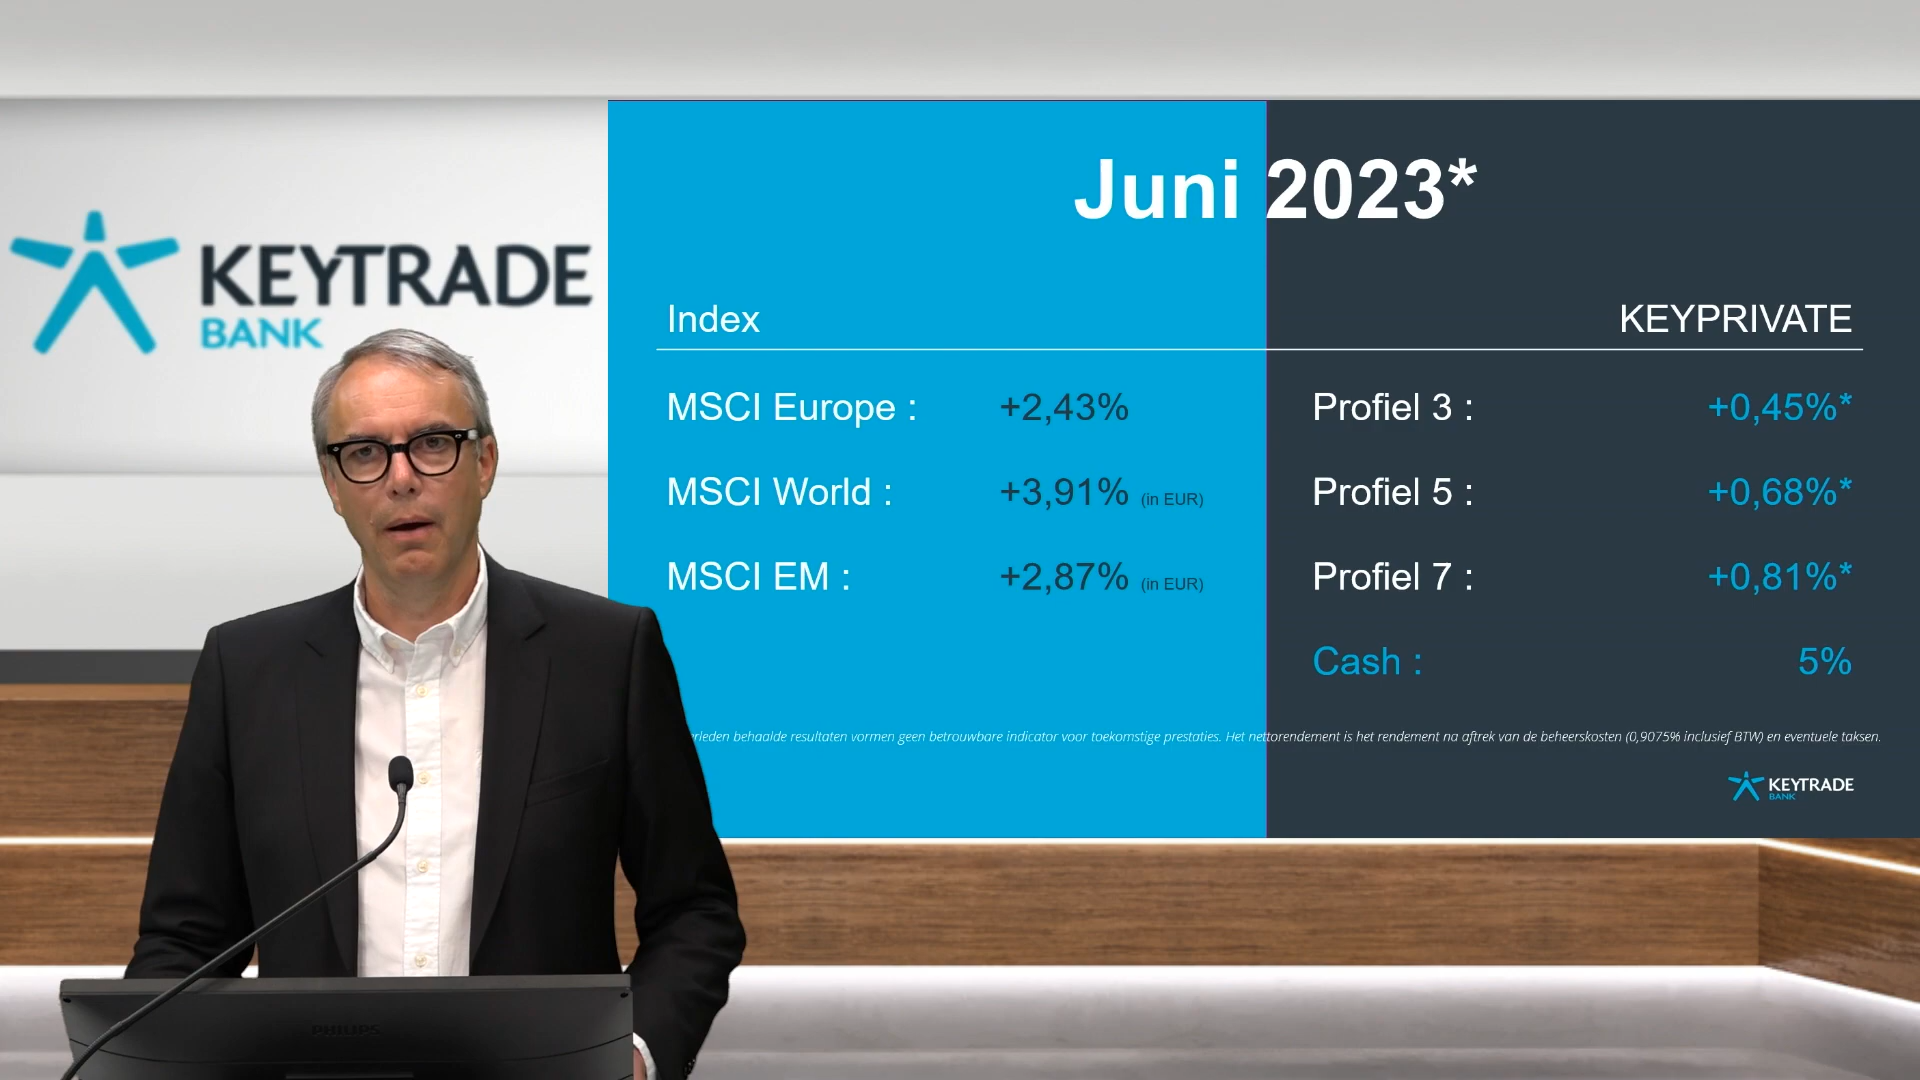 KEYTRADE
BANK
Juni 2023*
Index KEYPRIVATE
MSCI Europe : +2,43% Profiel 3 : +0,45%*
MSCI World : +3,91% (in EUR) Profiel 5 : +0,68%*
MSCI EM : +2,87% (in EUR) Profiel 7 : +0,81%*
Cash : 5%
behaalde resultaten vormen geen betrouwbare indicator voor toekomstige prestaties. Het nettorendement is het rendement na aftrek van de beheerskosten (0,9075% inclusief BTW) en eventuele taksen.
KEYTRADE
BANK
PHILIPS